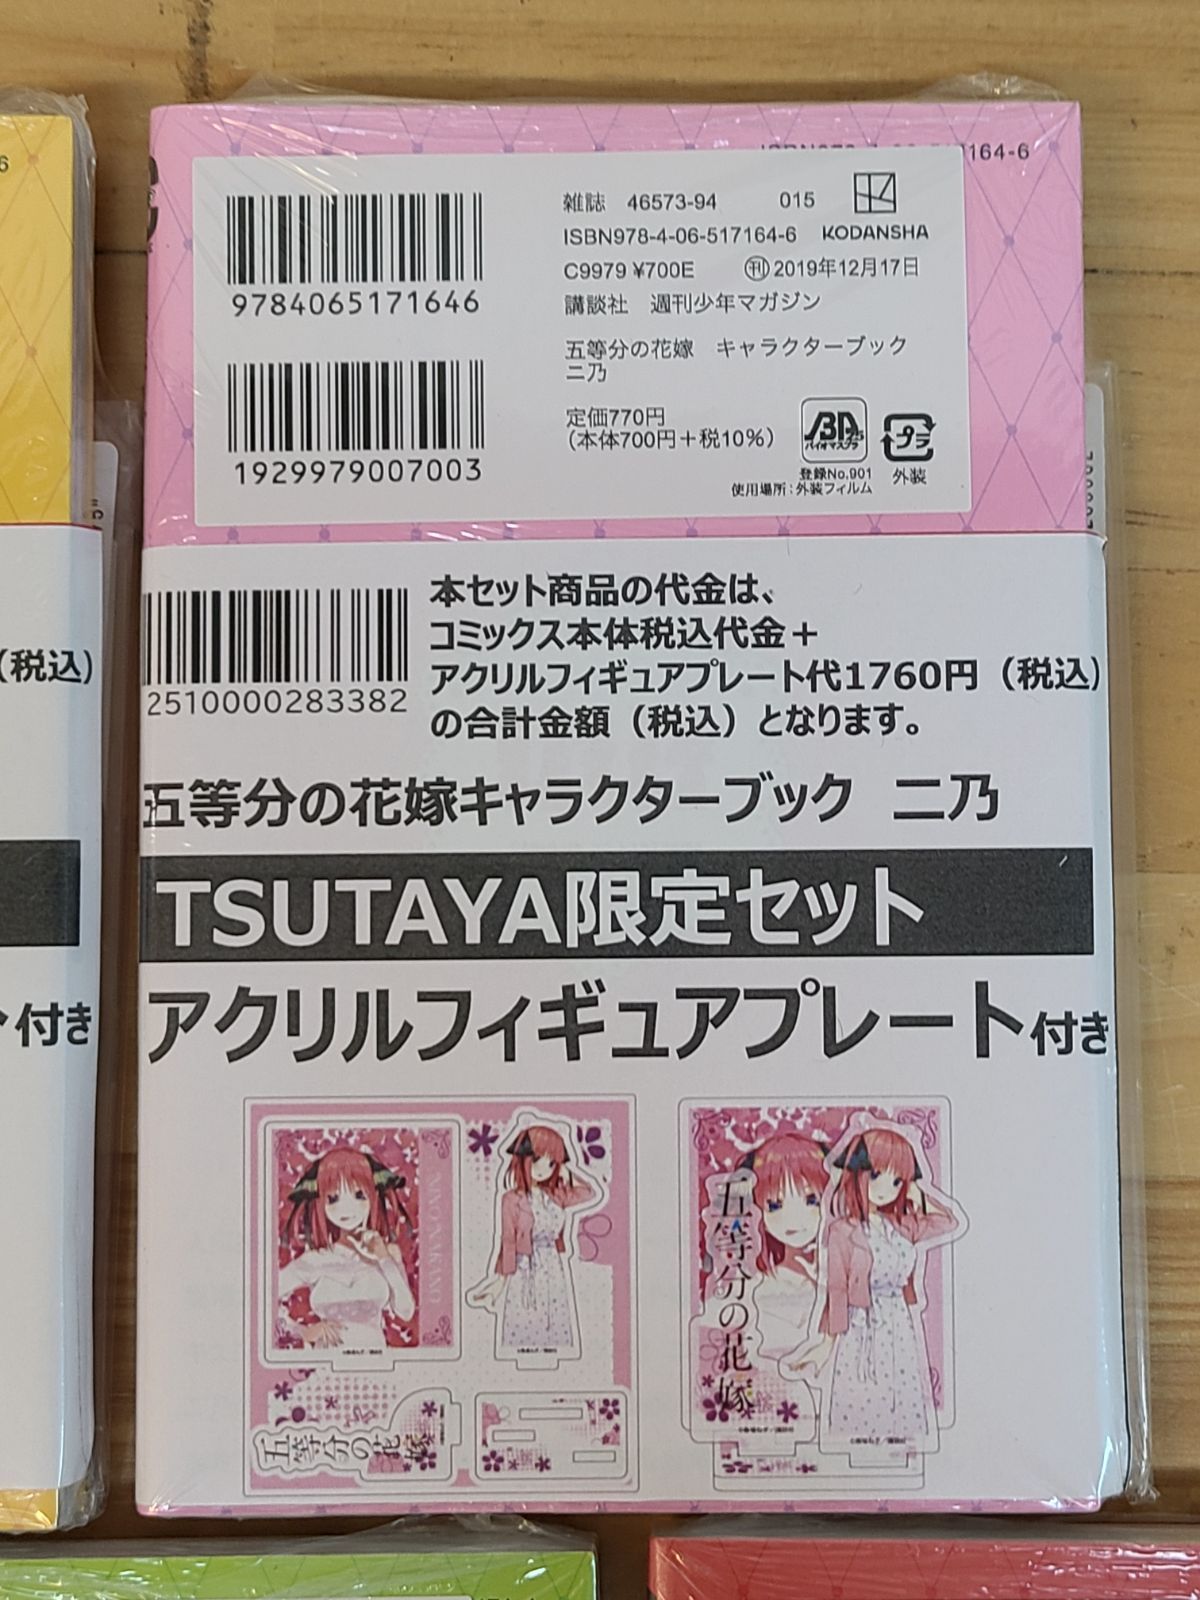 164-6
雑誌 46573-94 015
ISBN978-4-06-517164-6 KODANSHA
C9979 ¥700E ㊞2019年12月17日
講談社 週刊少年マガジン
五等分の花嫁 キャラクターブック
二乃
定価770円
(本体700円+税10%)
登録No.901
使用場所:外装フィルム
プラ
外装
9784065171646
1929979007003
2510000283382
本セット商品の代金は、
コミックス本体税込代金+
アクリルフィギュアプレート代1760円(税込)
の合計金額(税込)となります。
五等分の花嫁キャラクターブック 二乃
TSUTAYA限定セット
アクリルフィギュアプレート付き
NINO NAKANO
五等分の花嫁
五等分の花嫁
(税込)
付き